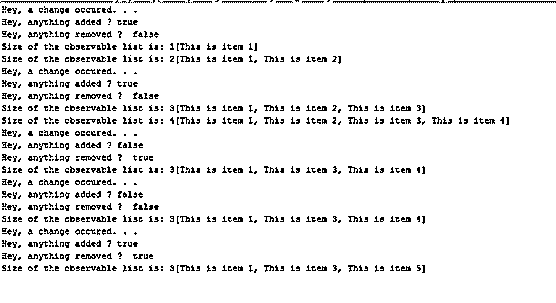 Hey, a change occured. . .
Hey, anything added ? true
Hey, anything removed ?  false
Size of the observable list is: 1[This is item 1]
Size of the observable list is: 2[This is item 1, This is item 2]
Hey, a change occured. . .
Hey, anything added ? true
Hey, anything removed ?  false
Size of the observable list is: 3[This is item 1, This is item 2, This is item 3]
Size of the observable list is: 4[This is item 1, This is item 2, This is item 3, This is item 4]
Hey, a change occured. . .
Hey, anything added ? false
Hey, anything removed ?  true
Size of the observable list is: 3[This is item 1, This is item 3, This is item 4]
Hey, a change occured. . .
Hey, anything added ? false
Hey, anything removed ?  false
Size of the observable list is: 3[This is item 1, This is item 3, This is item 4]
Hey, a change occured. . .
Hey, anything added ? true
Hey, anything removed ?  true
Size of the observable list is: 3[This is item 1, This is item 3, This is item 5]